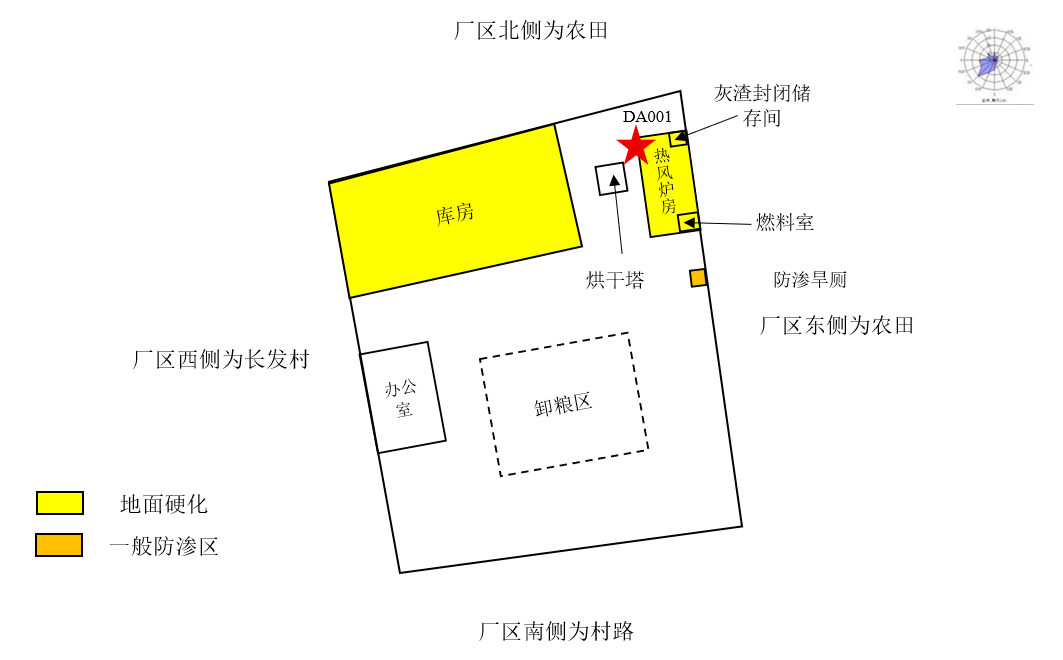 厂区北侧为农田
灰渣封闭储
存间
DA001
热风炉房
库房
燃料室
烘干塔
防渗旱厕
厂区东侧为农田
厂区西侧为长发村
办公
室
卸粮区
地面硬化
一般防渗区
厂区南侧为村路